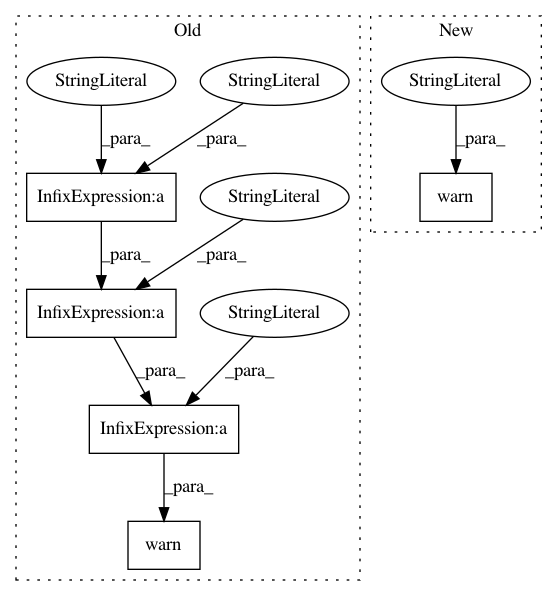 Old
New
StringLiteral
StringLiteral
StringLiteral
_para_
_para_
_para_
InfixExpression:a
StringLiteral
warn
_para_
_para_
InfixExpression:a
StringLiteral
_para_
_para_
InfixExpression:a
_para_
warn